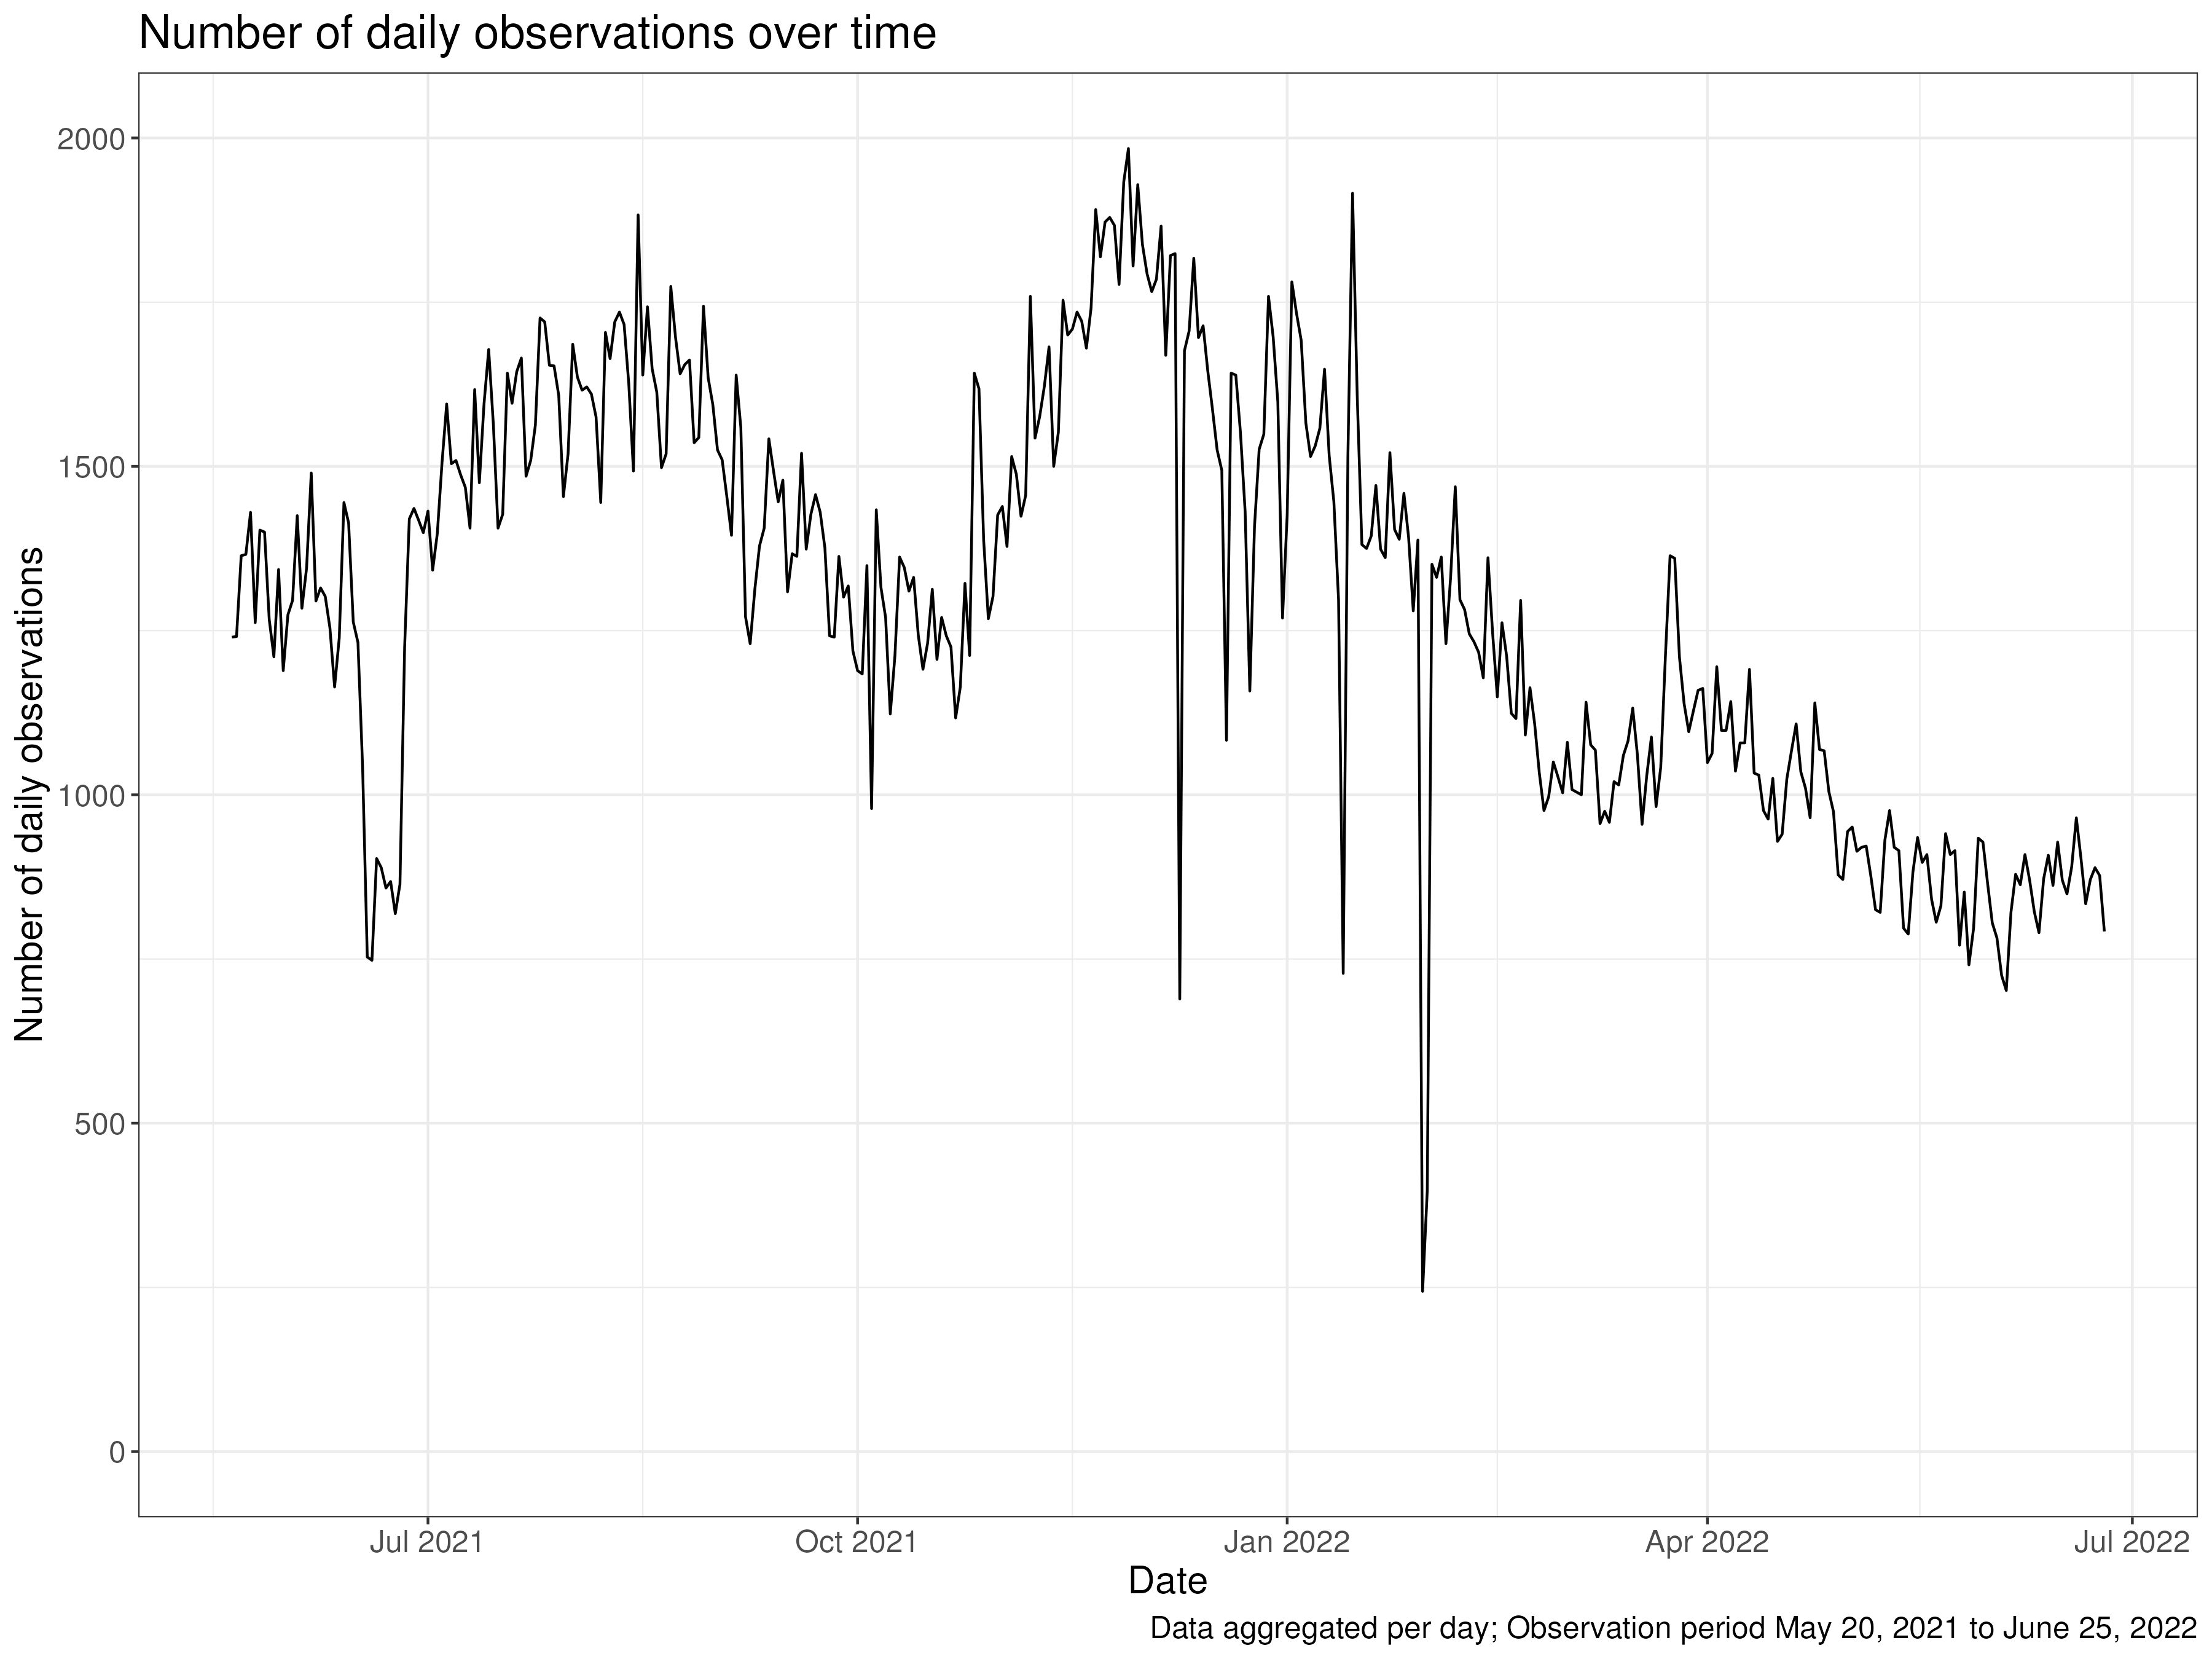 Number of daily observations over time
Number of daily observations
2000
1500
1000
500
0
Jul 2021
Oct 2021
Jan 2022
Apr 2022
Jul 2022
Date
Data aggregated per day; Observation period May 20, 2021 to June 25, 2022